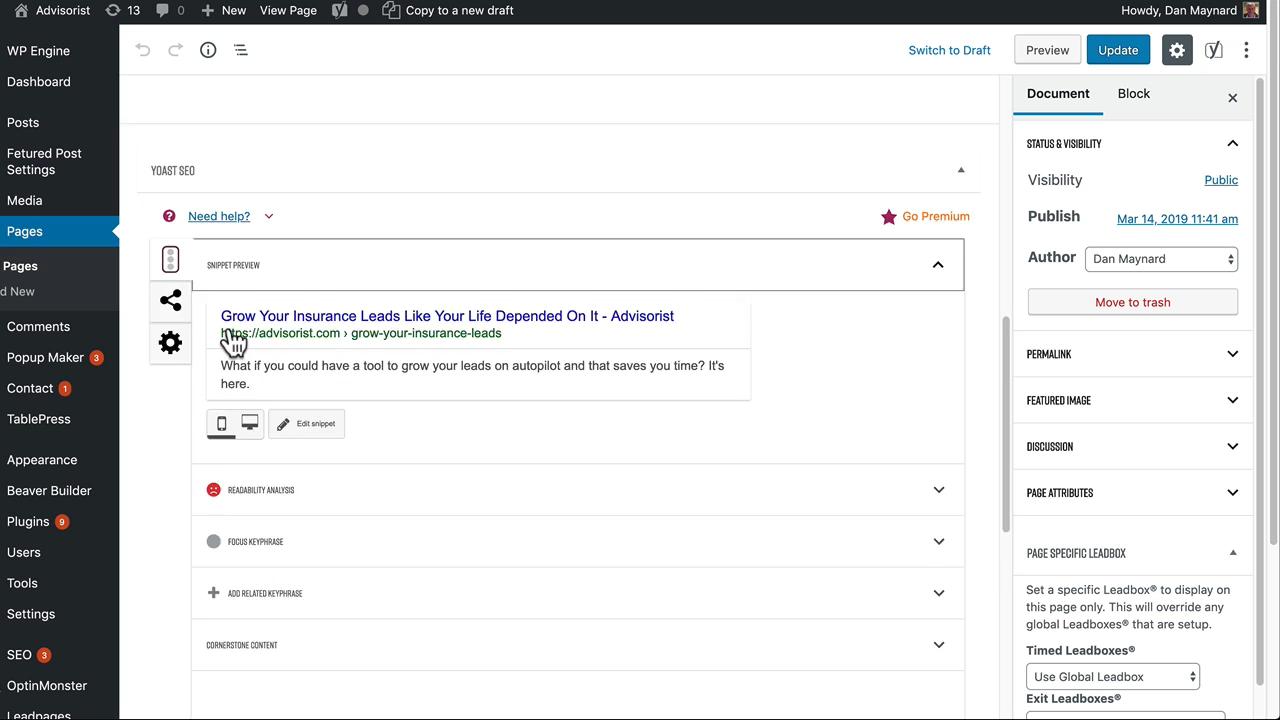 Advisorist 13 0 New View Page Copy to a new draft Howdy, Dan Maynard
WP Engine
Dashboard
Posts
Fetured Post
Settings
Media
Pages
Pages
d New
Comments
Popup Maker 3
Contact 1
TablePress
Appearance
Beaver Builder
Plugins 9
Users
Tools
Settings
SEO 3
OptinMonster
Leadpages
Switch to Draft Preview Update
YOAST SEO
Need help? Go Premium
SNIPPET PREVIEW
Grow Your Insurance Leads Like Your Life Depended On It - Advisorist
https://advisorist.com › grow-your-insurance-leads
What if you could have a tool to grow your leads on autopilot and that saves you time? It's
here.
Edit snippet
READABILITY ANALYSIS
FOCUS KEYPHRASE
ADD RELATED KEYPHRASE
CORNERSTONE CONTENT
Document Block
STATUS & VISIBILITY
Visibility Public
Publish Mar 14, 2019 11:41 am
Author Dan Maynard
Move to trash
PERMALINK
FEATURED IMAGE
DISCUSSION
PAGE ATTRIBUTES
PAGE SPECIFIC LEADBOX
Set a specific Leadbox® to display on
this page only. This will override any
global Leadboxes® that are setup.
Timed Leadboxes®
Use Global Leadbox
Exit Leadboxes®